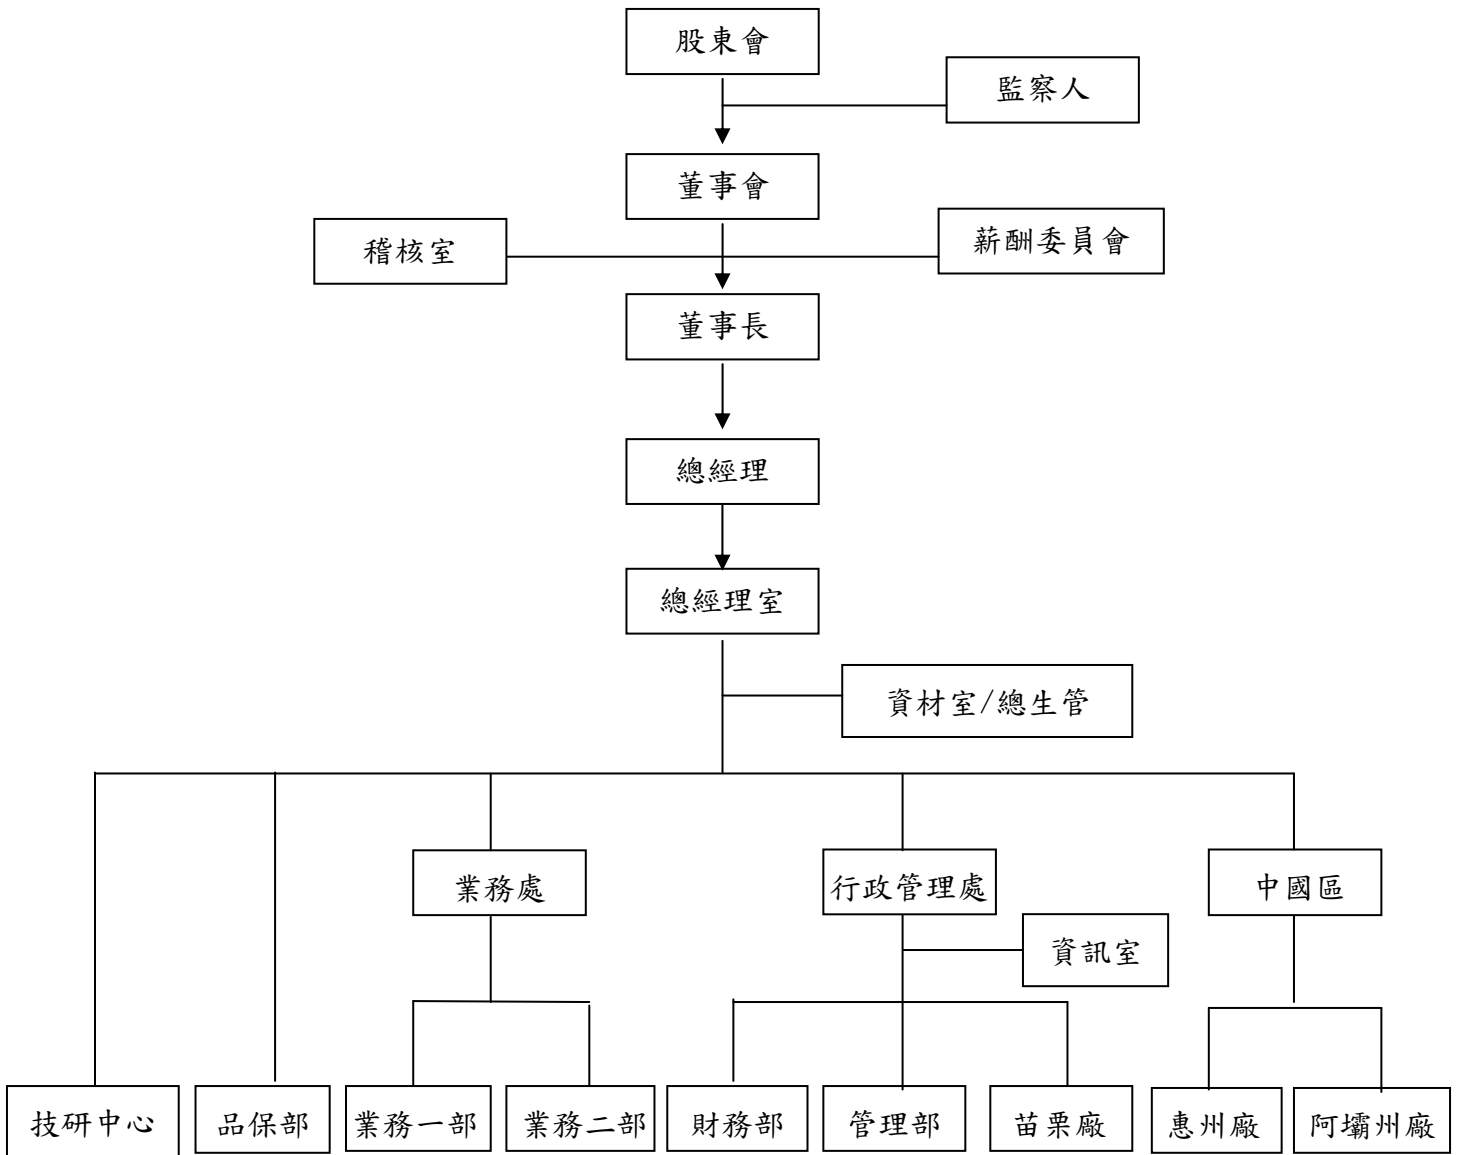 股東會
監察人
董事會
稽核室
薪酬委員會
董事長
總經理
總經理室
資材室/總生管
業務處
行政管理處
中國區
資訊室
技研中心
品保部
業務一部
業務二部
財務部
管理部
苗栗廠
惠州廠
阿壩州廠